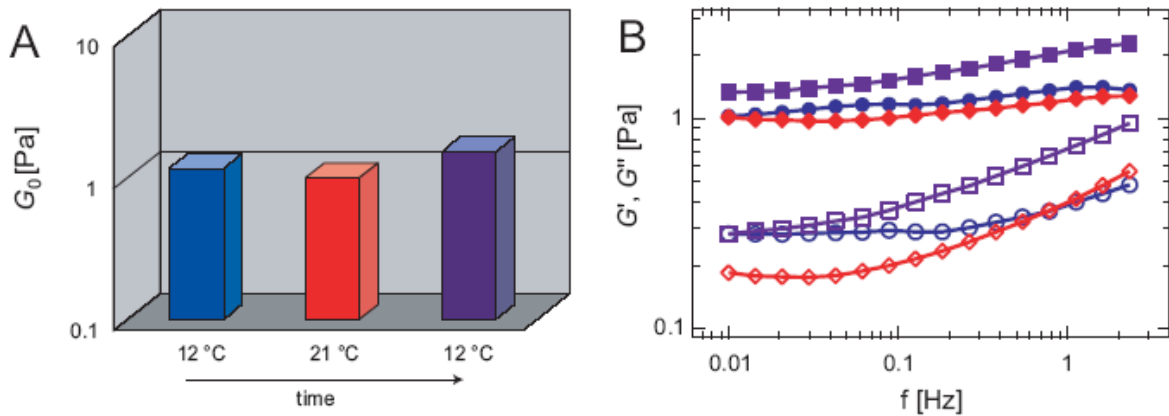 A
10
1
0.1
G₀ [Pa]
12 °C 21 °C 12 °C
time
B
1
0.1
G', G'' [Pa]
0.01 0.1 1
f [Hz]